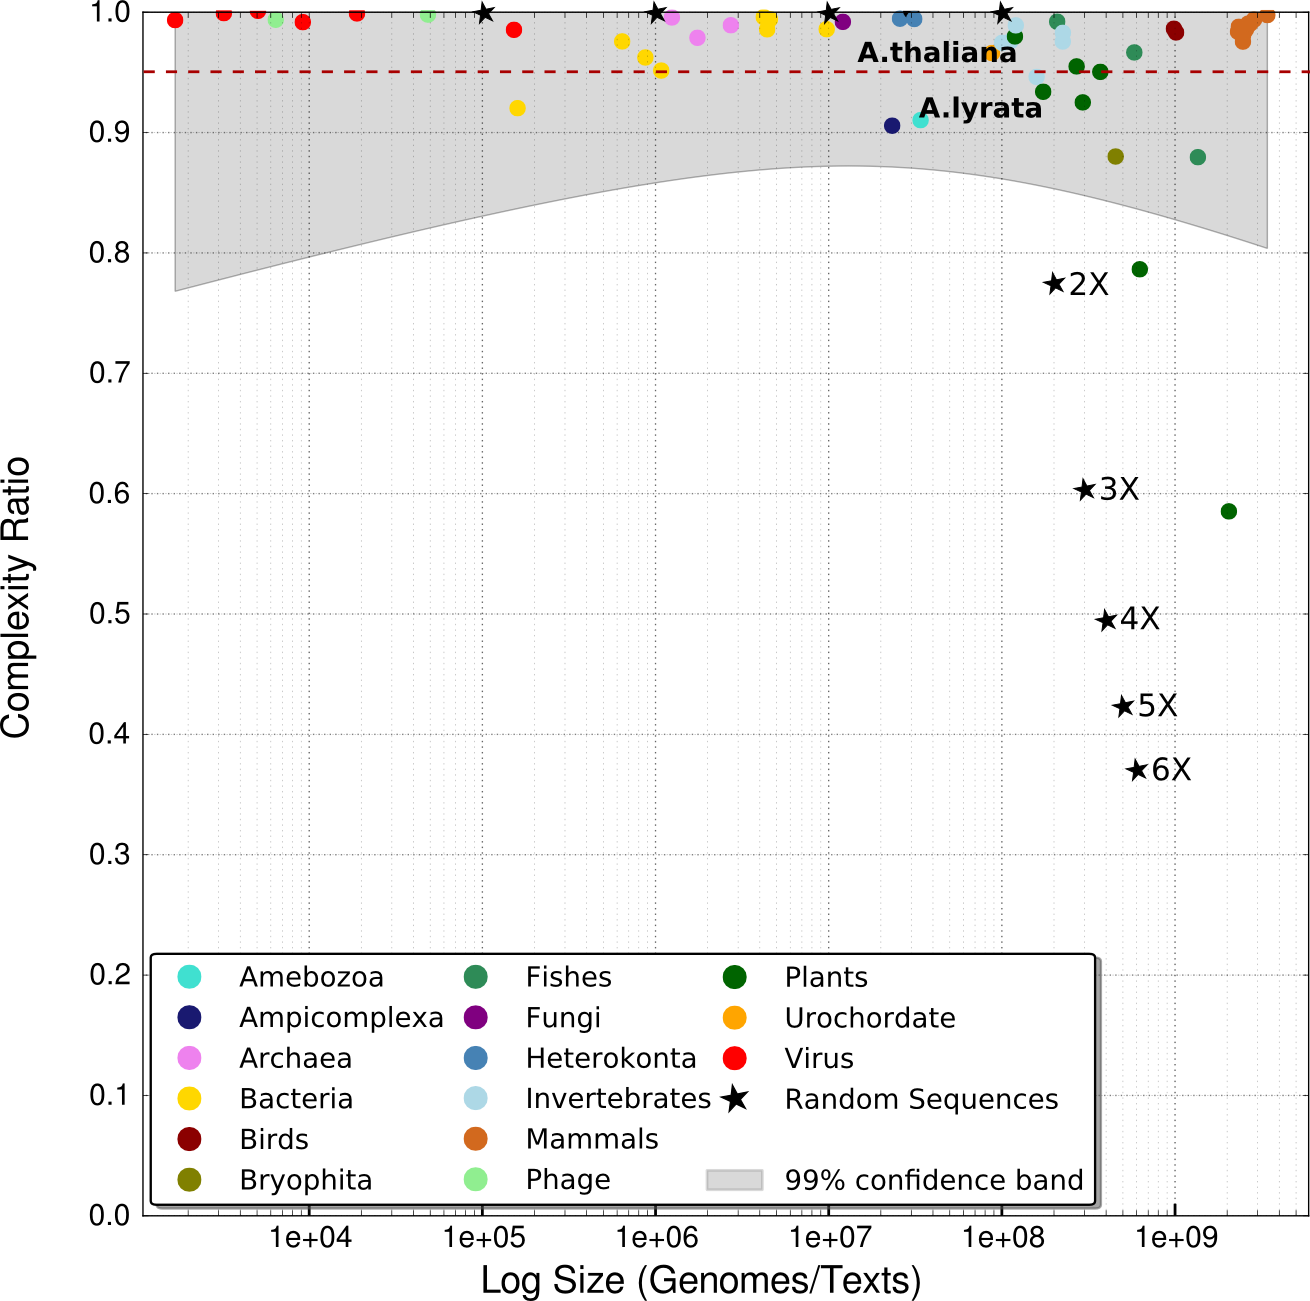 1.0
A.thaliana
A.lyrata
0.9
0.8
2X
0.7
0.6
3X
0.5
4X
5X
0.4
6X
0.3
0.2
0.1
0.0
Complexity Ratio
Amebozoa
Ampicomplexa
Archaea
Bacteria
Birds
Bryophita
Fishes
Fungi
Heterokonta
Invertebrates
Mammals
Phage
Plants
Urochordate
Virus
Random Sequences
99% confidence band
1e+04 1e+05 1e+06 1e+07 1e+08 1e+09
Log Size (Genomes/Texts)